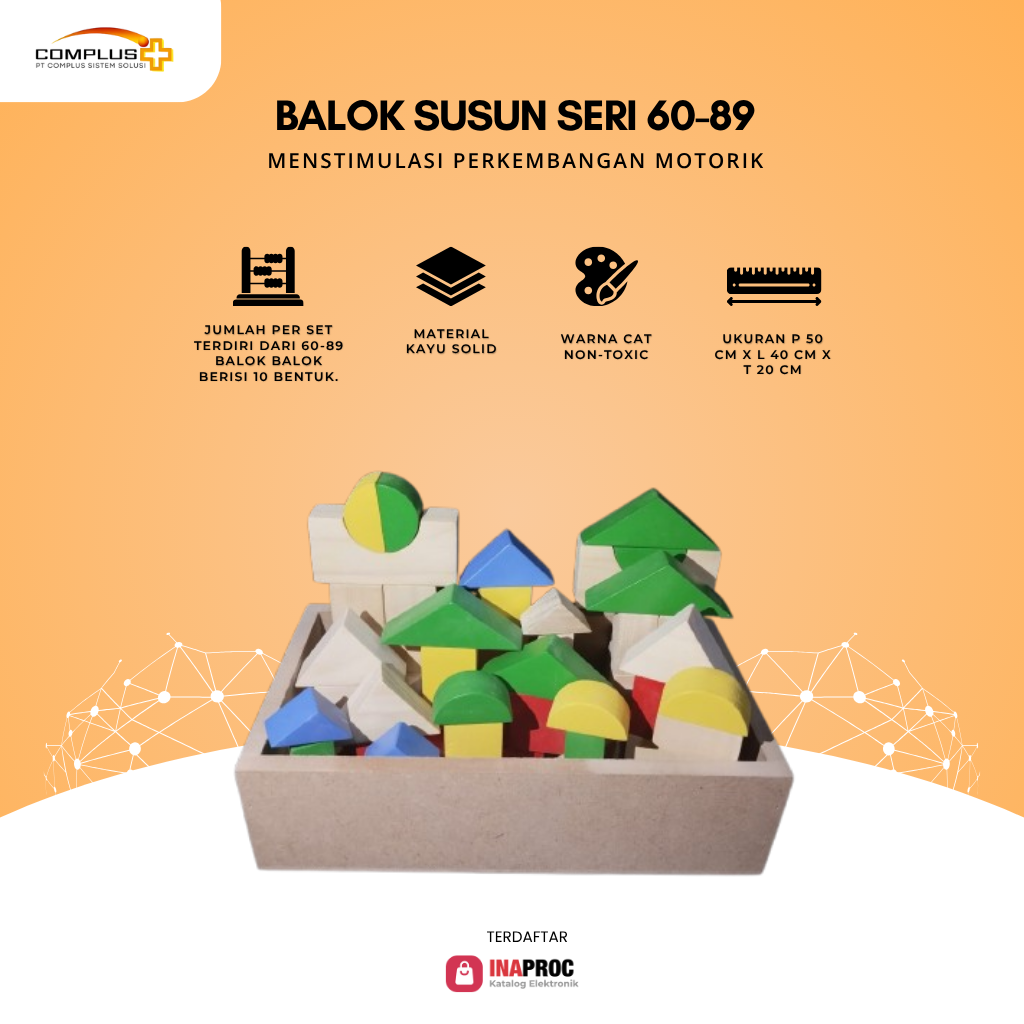 COMPLUS
PT COMPLUS SISTEM SOLUSI
BALOK SUSUN SERI 60-89
MENSTIMULASI PERKEMBANGAN MOTORIK
JUMLAH PER SET
TERDIRI DARI 60-89
BALOK BALOK
BERISI 10 BENTUK.
MATERIAL
KAYU SOLID
WARNA CAT
NON-TOXIC
UKURAN P 50
CM X L 40 CM X
T 20 CM
TERDAFTAR
INAPROC
Katalog Elektronik